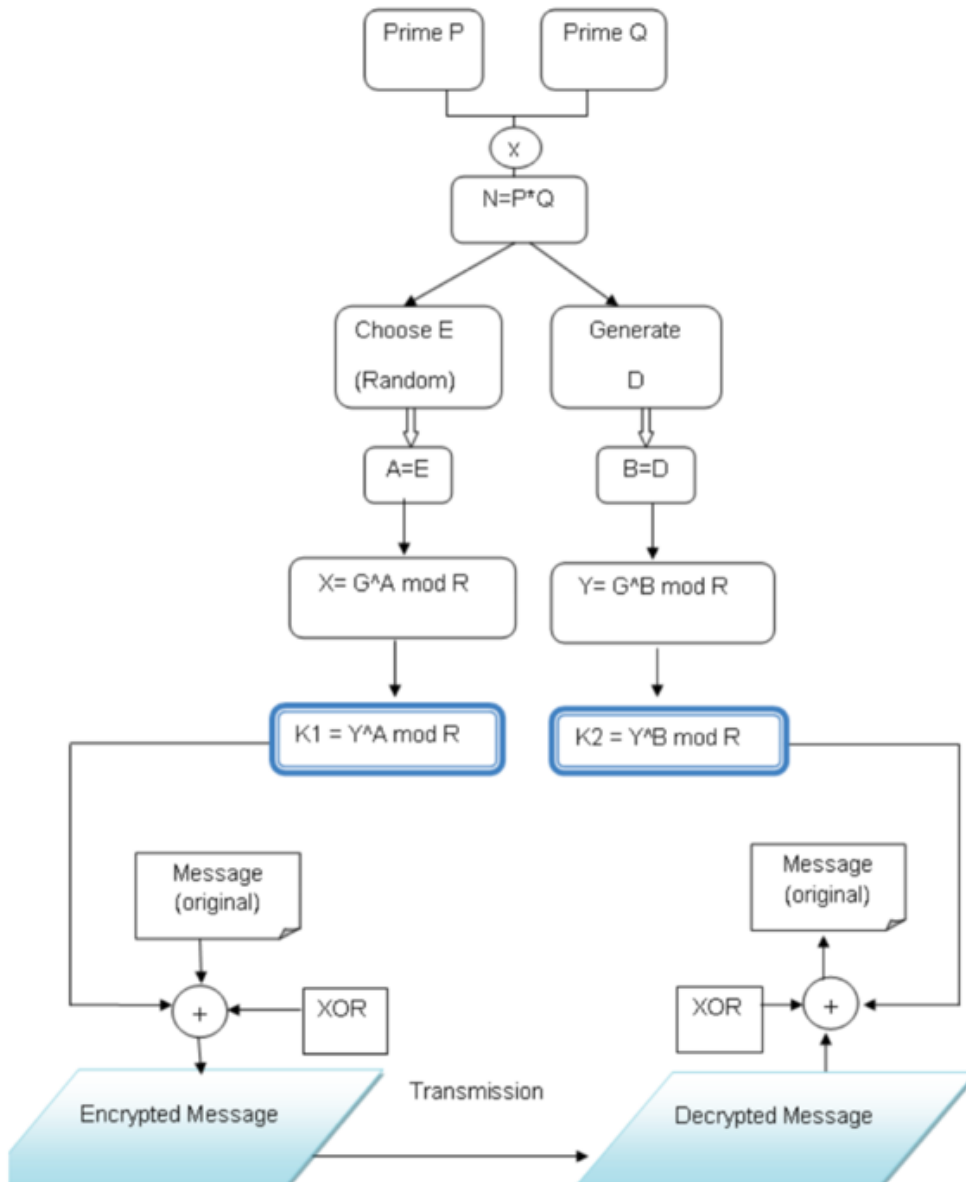 Prime P
Prime Q
X
N=P*Q
Choose E
(Random)
Generate
D
A=E
B=D
X= G^A mod R
Y= G^B mod R
K1 = Y^A mod R
K2 = Y^B mod R
Message
(original)
Message
(original)
+
XOR
XOR
+
Encrypted Message
Transmission
Decrypted Message